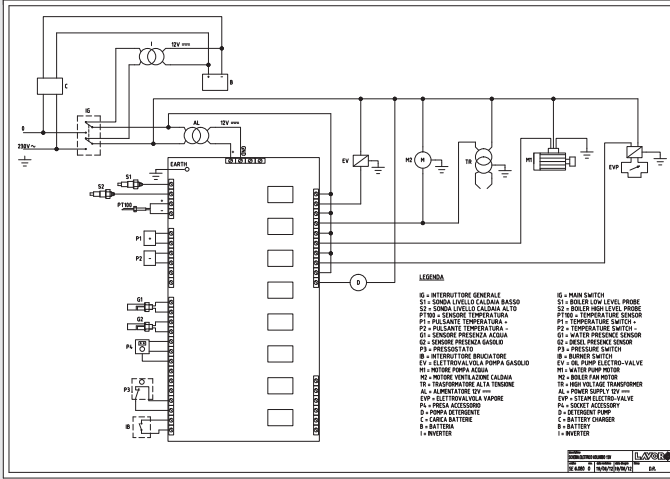 I
12V ===
C
B
IG
0
230V ~
AL
12V ===
GND
EARTH
S1
S2
PT100
P1
P2
G1
G2
P4
P3
IB
EV
M2
M
TR
M1
EVP
D
LEGENDA
IG = INTERRUTTORE GENERALE
S1 = SONDA LIVELLO CALDAIA BASSO
S2 = SONDA LIVELLO CALDAIA ALTO
PT100 = SENSORE TEMPERATURA
P1 = PULSANTE TEMPERATURA +
P2 = PULSANTE TEMPERATURA -
G1 = SENSORE PRESENZA ACQUA
G2 = SENSORE PRESENZA GASOLIO
P3 = PRESSOSTATO
IB = INTERRUTTORE BRUCIATORE
EV = ELETTROVALVOLA POMPA GASOLIO
M1 = MOTORE POMPA ACQUA
M2 = MOTORE VENTILAZIONE CALDAIA
TR = TRASFORMATORE ALTA TENSIONE
AL = ALIMENTATORE 12V ===
EVP = ELETTROVALVOLA VAPORE
P4 = PRESA ACCESSORIO
D = POMPA DETERGENTE
C = CARICA BATTERIE
B = BATTERIA
I = INVERTER
IG = MAIN SWITCH
S1 = BOILER LOW LEVEL PROBE
S2 = BOILER HIGH LEVEL PROBE
PT100 = TEMPERATURE SENSOR
P1 = TEMPERATURE SWITCH +
P2 = TEMPERATURE SWITCH -
G1 = WATER PRESENCE SENSOR
G2 = DIESEL PRESENCE SENSOR
P3 = PRESSURE SWITCH
IB = BURNER SWITCH
EV = OIL PUMP ELECTRO-VALVE
M1 = WATER PUMP MOTOR
M2 = BOILER FAN MOTOR
TR = HIGH VOLTAGE TRANSFORMER
AL = POWER SUPPLY 12V ===
EVP = STEAM ELECTRO-VALVE
P4 = SOCKET ACCESSORY
D = DETERGENT PUMP
C = BATTERY CHARGER
B = BATTERY
I = INVERTER